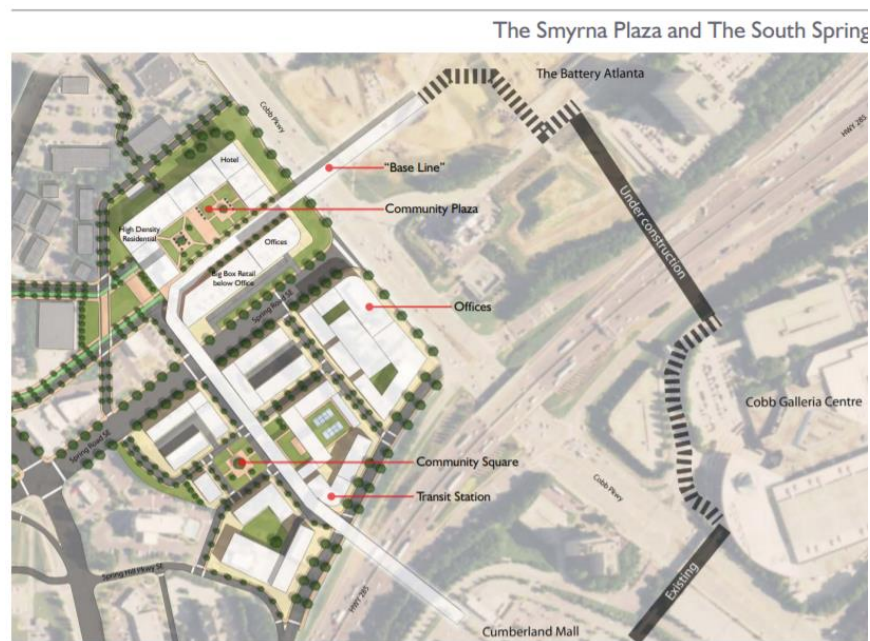 The Smyrna Plaza and The South Spring
The Battery Atlanta
Cobb Pkwy
HWY 285
Hotel
"Base Line"
Community Plaza
High Density
Residential
Offices
Under construction
Big Box Retail
below Office
Spring Road SE
Offices
Cobb Galleria Centre
Spring Road SE
Community Square
Cobb Pkwy
Transit Station
Spring Hill Pkwy SE
HWY 285
Existing
Cumberland Mall